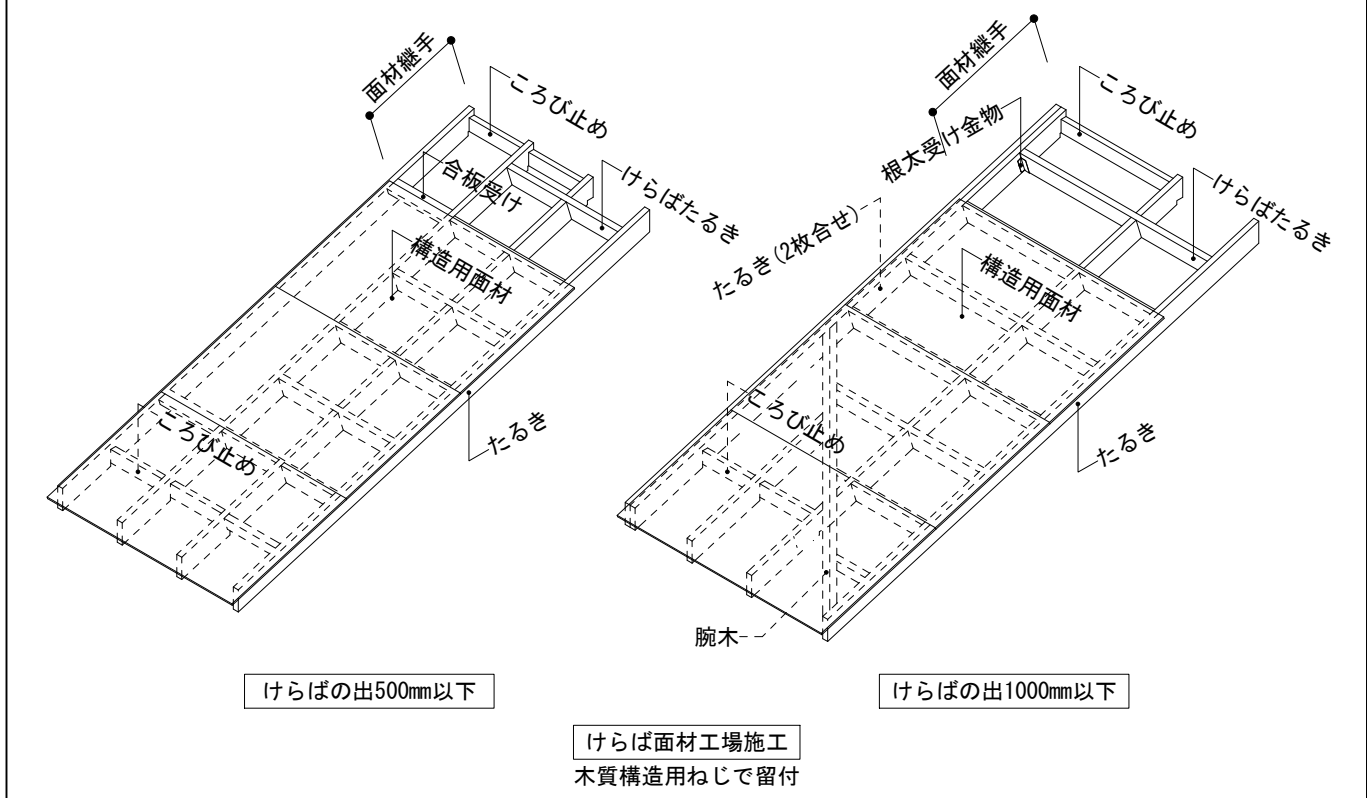 面材継手
ころび止め
合板受け
けらばたるき
構造用面材
ころび止め
たるき
けらばの出500mm以下
面材継手
根太受け金物
ころび止め
けらばたるき
たるき(2枚合せ)
構造用面材
ころび止め
たるき
腕木
けらばの出1000mm以下
けらば面材工場施工
木質構造用ねじで留付